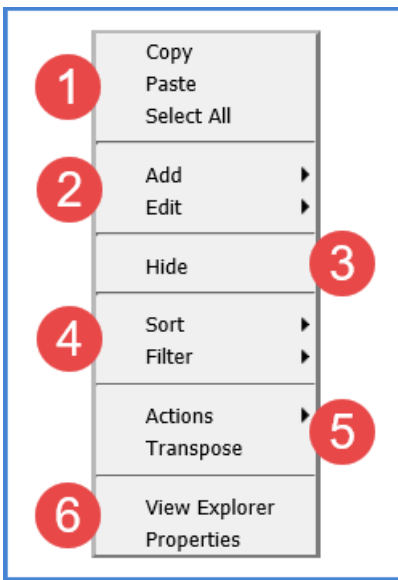 1
Copy
Paste
Select All
2
Add
Edit
Hide
3
4
Sort
Filter
Actions
5
Transpose
6
View Explorer
Properties